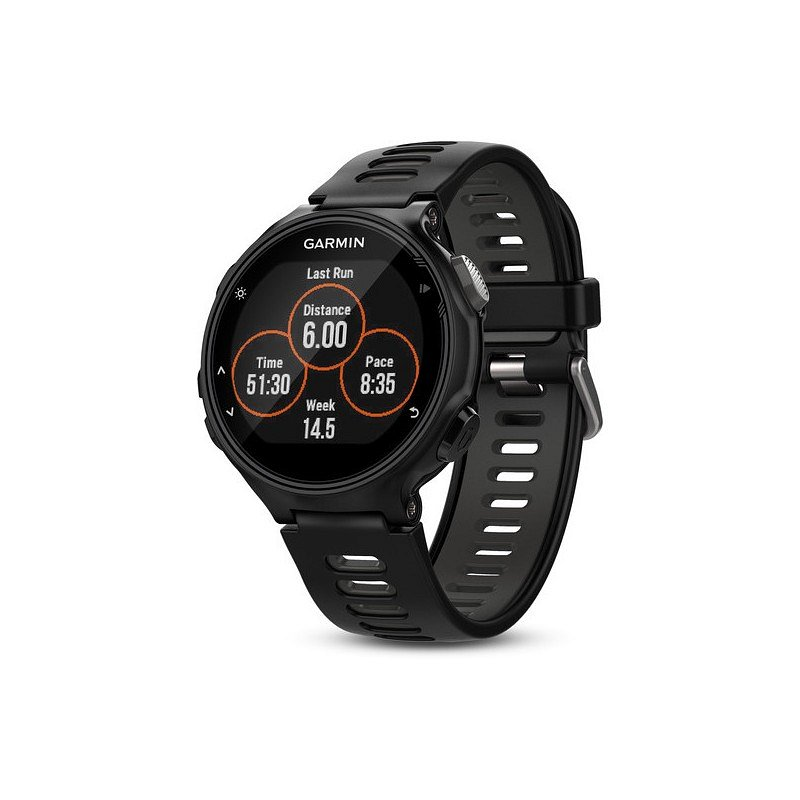 GARMIN
Last Run
Distance
6.00
Time
51:30
Pace
8:35
Week
14.5